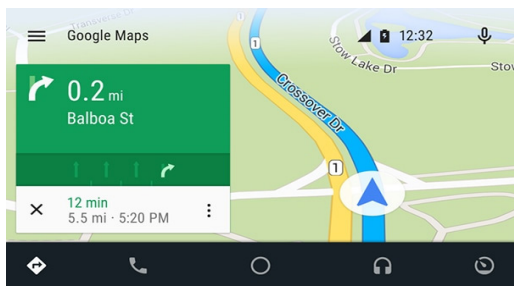 Transverse Dr
Google Maps
12:32
Stow Lake Dr
Stow
1
0.2 mi
Balboa St
Crossover Dr
1
12 min
5.5 mi · 5:20 PM